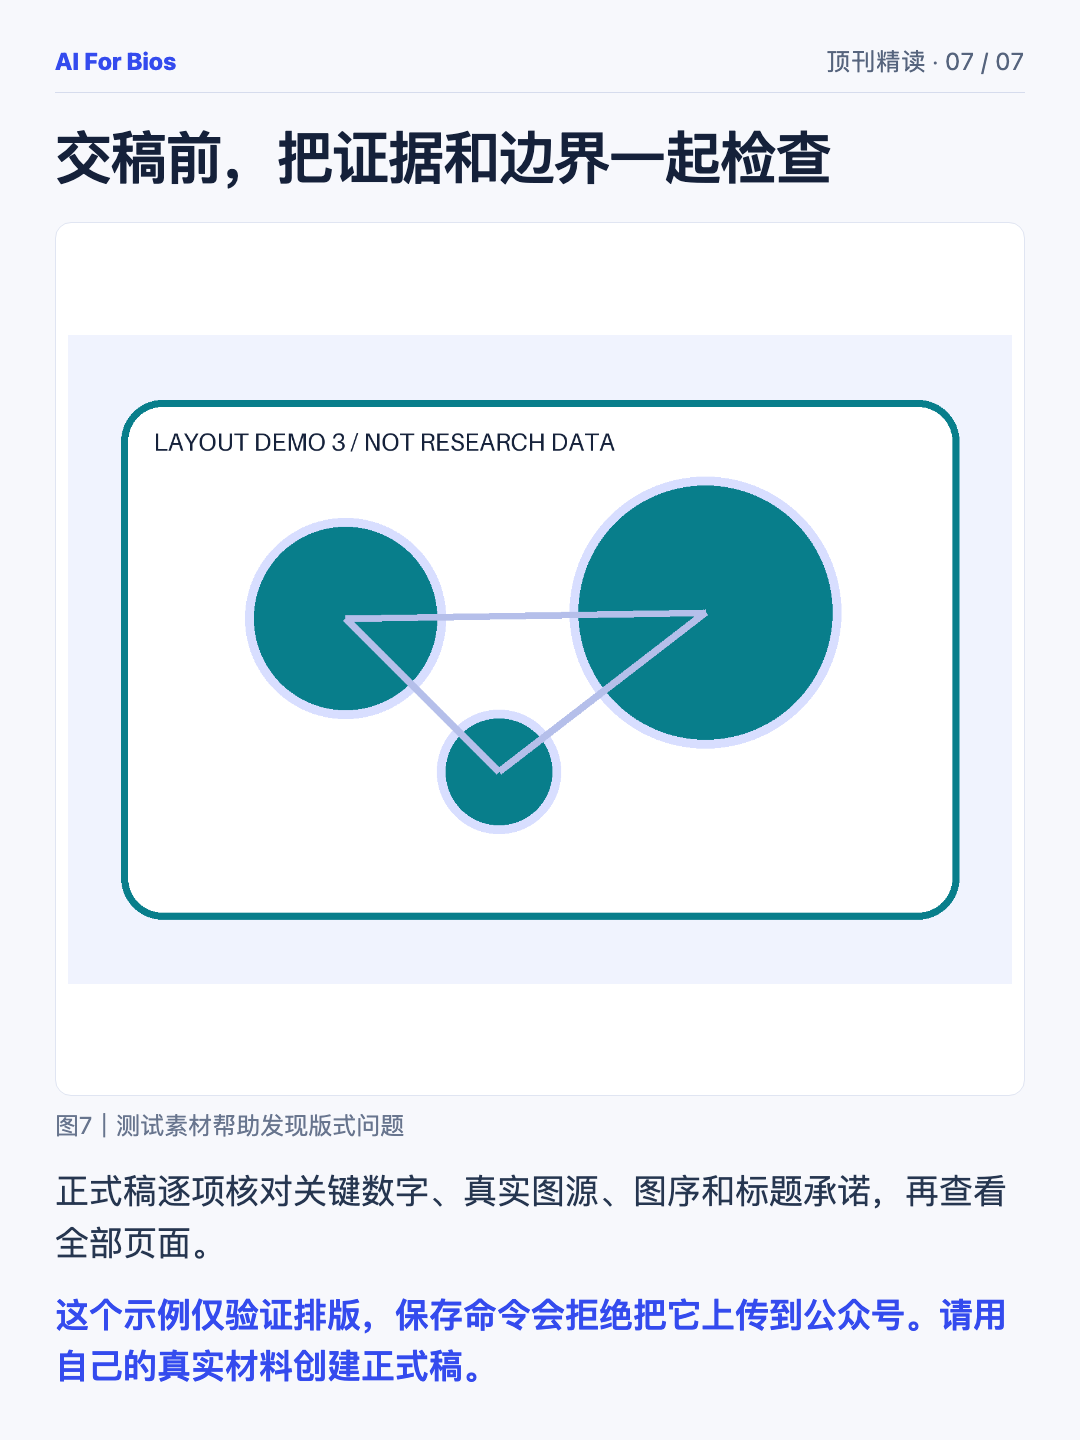 AI For Bios
顶刊精读 · 07 / 07
交稿前，把证据和边界一起检查
LAYOUT DEMO 3 / NOT RESEARCH DATA
图7｜测试素材帮助发现版式问题
正式稿逐项核对关键数字、真实图源、图序和标题承诺，再查看
全部页面。
这个示例仅验证排版，保存命令会拒绝把它上传到公众号。请用
自己的真实材料创建正式稿。